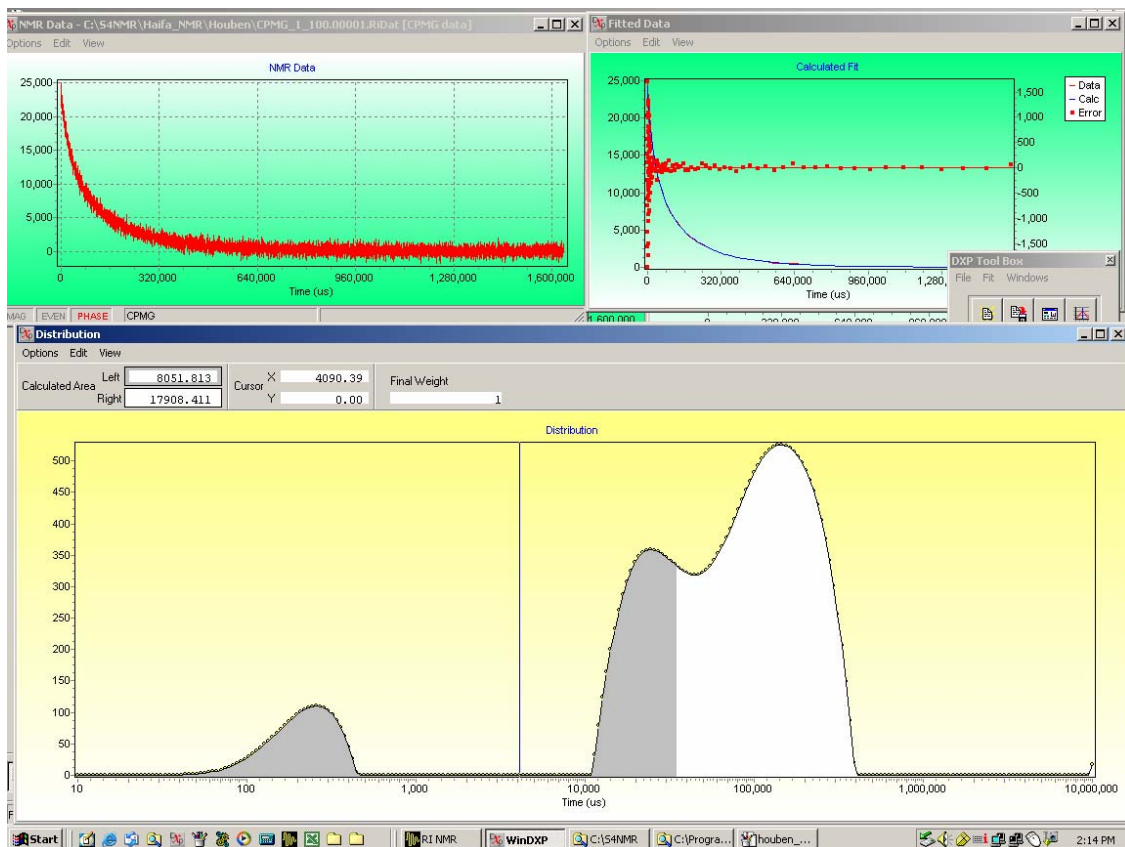 NMR Data - C:\S4NMR\Haifa_NMR\Houben\CPMG_1_100.00001.RiDat [CPMG data]
Options Edit View
NMR Data
25,000
20,000
15,000
10,000
5,000
0
0 320,000 640,000 960,000 1,280,000 1,600,000
Time (us)
MAG EVEN PHASE CPMG
Fitted Data
Options Edit View
Calculated Fit
25,000
20,000
15,000
10,000
5,000
0
1,500
1,000
500
0
-500
-1,000
-1,500
Data
Calc
Error
0 320,000 640,000 960,000 1,280,
Time (us)
DXP Tool Box
File Fit Windows
Distribution
Options Edit View
Calculated Area Left 8051.813
Right 17908.411
Cursor X 4090.39
Y 0.00
Final Weight
1
Distribution
500
450
400
350
300
250
200
150
100
50
0
10 100 1,000 10,000 100,000 1,000,000 10,000,000
Time (us)
Start RI NMR WinDXP C:\S4NMR C:\Progra... houben_... 2:14 PM